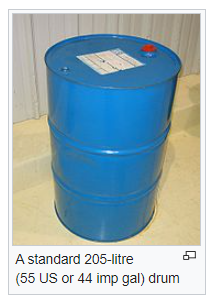 A standard 205-litre
(55 US or 44 imp gal) drum